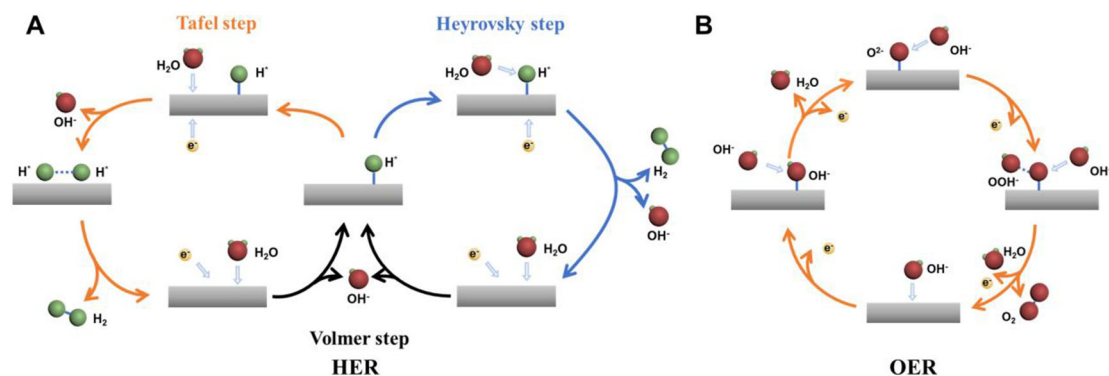 A
Tafel step
Heyrovsky step
B
H₂O
H*
OH⁻
e⁻
H*
H*
H₂
e⁻
H₂O
H*
OH⁻
Volmer step
HER
H₂O
H*
e⁻
H₂
OH⁻
e⁻
H₂O
O²⁻
OH⁻
H₂O
e⁻
e⁻
OH⁻
OH⁻
OOH⁻
OH⁻
e⁻
OH⁻
H₂O
e⁻
O₂
OER